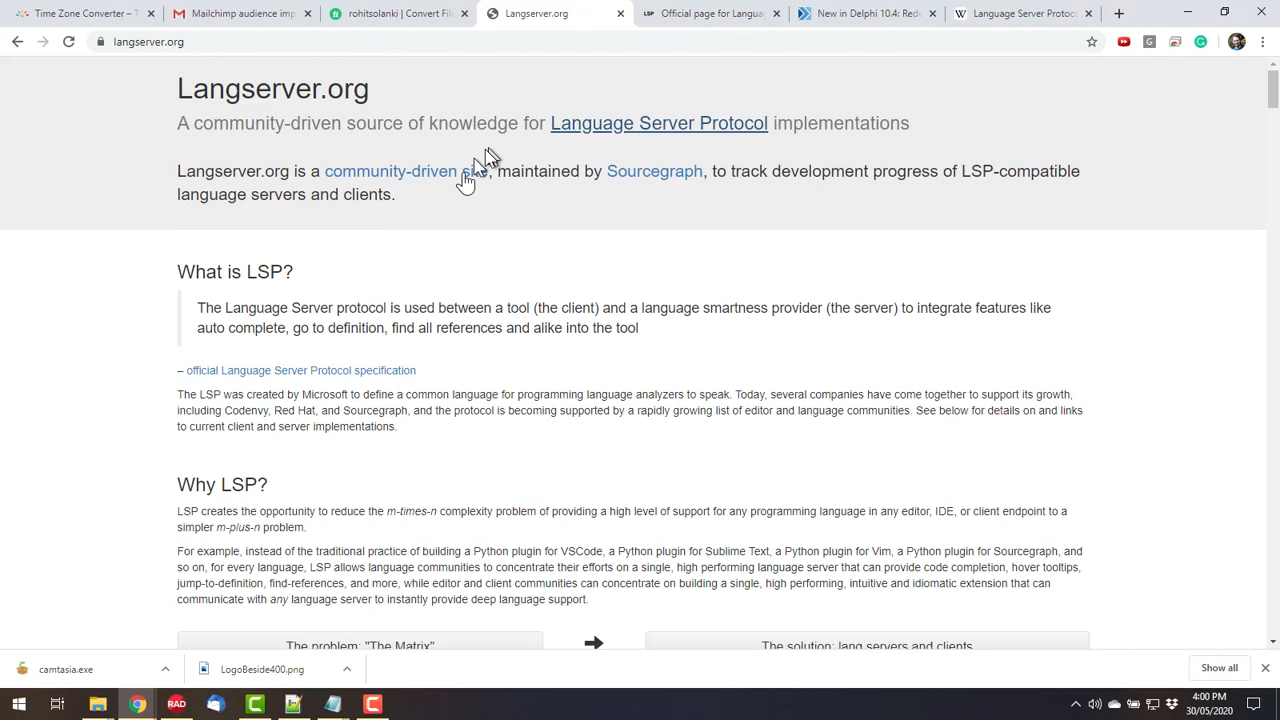 Time Zone Converter – T
Mailchimp audience imp
rohitsolanki | Convert Fil
Langserver.org
LSP Official page for Langua
New in Delphi 10.4: Rede
W Language Server Protoc
langserver.org
Langserver.org
A community-driven source of knowledge for Language Server Protocol implementations
Langserver.org is a community-driven site, maintained by Sourcegraph, to track development progress of LSP-compatible
language servers and clients.
What is LSP?
The Language Server protocol is used between a tool (the client) and a language smartness provider (the server) to integrate features like
auto complete, go to definition, find all references and alike into the tool
– official Language Server Protocol specification
The LSP was created by Microsoft to define a common language for programming language analyzers to speak. Today, several companies have come together to support its growth,
including Codenvy, Red Hat, and Sourcegraph, and the protocol is becoming supported by a rapidly growing list of editor and language communities. See below for details on and links
to current client and server implementations.
Why LSP?
LSP creates the opportunity to reduce the m-times-n complexity problem of providing a high level of support for any programming language in any editor, IDE, or client endpoint to a
simpler m-plus-n problem.
For example, instead of the traditional practice of building a Python plugin for VSCode, a Python plugin for Sublime Text, a Python plugin for Vim, a Python plugin for Sourcegraph, and
so on, for every language, LSP allows language communities to concentrate their efforts on a single, high performing language server that can provide code completion, hover tooltips,
jump-to-definition, find-references, and more, while editor and client communities can concentrate on building a single, high performing, intuitive and idiomatic extension that can
communicate with any language server to instantly provide deep language support.
The problem: "The Matrix"
The solution: lang servers and clients
camtasia.exe
LogoBeside400.png
Show all
RAD
4:00 PM
30/05/2020